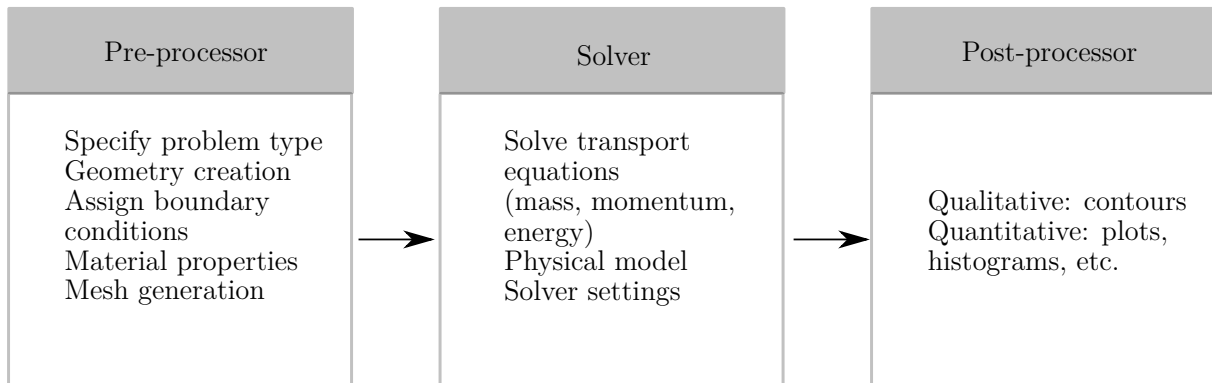 Pre-processor
Specify problem type
Geometry creation
Assign boundary
conditions
Material properties
Mesh generation
Solver
Solve transport
equations
(mass, momentum,
energy)
Physical model
Solver settings
Post-processor
Qualitative: contours
Quantitative: plots,
histograms, etc.